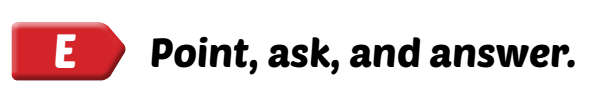 E Point, ask, and answer.